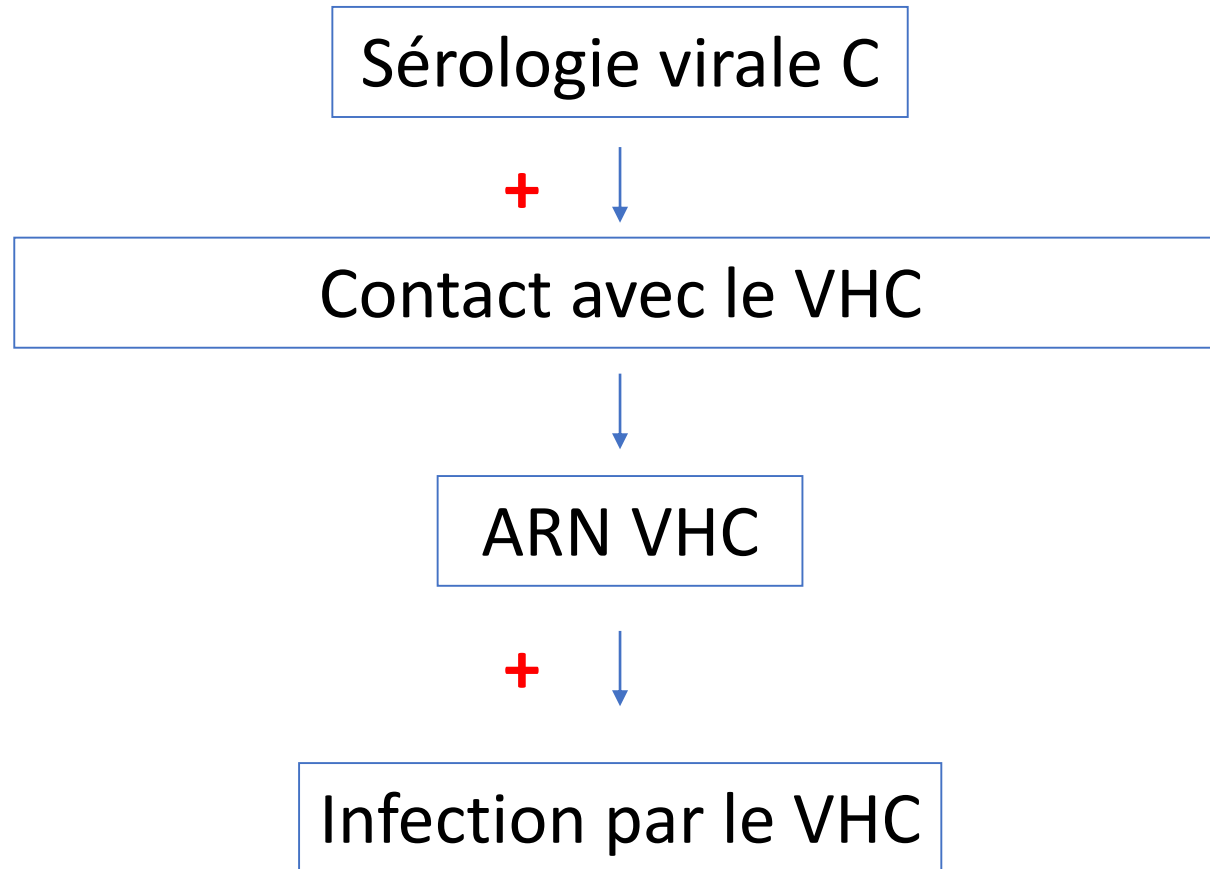 Sérologie virale C
+
Contact avec le VHC
ARN VHC
+
Infection par le VHC